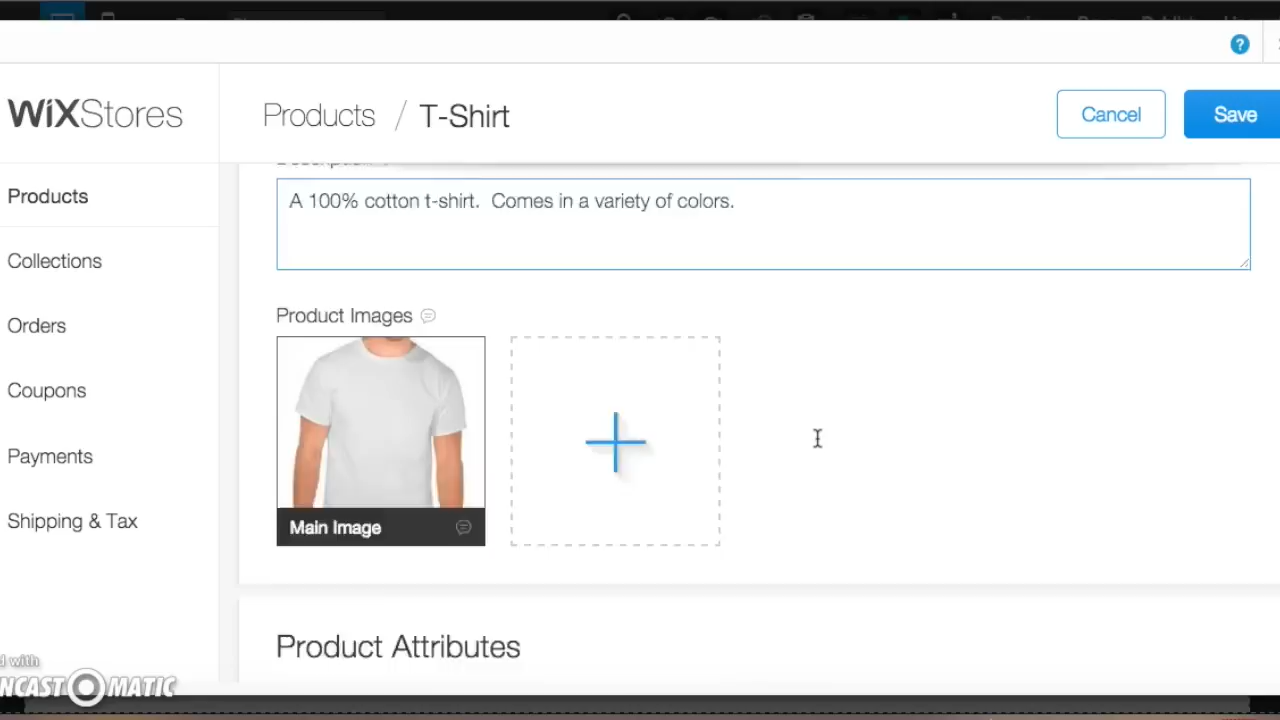 ?
WiXStores
Products / T-Shirt
Cancel
Save
Products
A 100% cotton t-shirt.  Comes in a variety of colors.
Collections
Product Images
Orders
Coupons
Payments
Shipping & Tax
Main Image
Product Attributes
with
MATIC